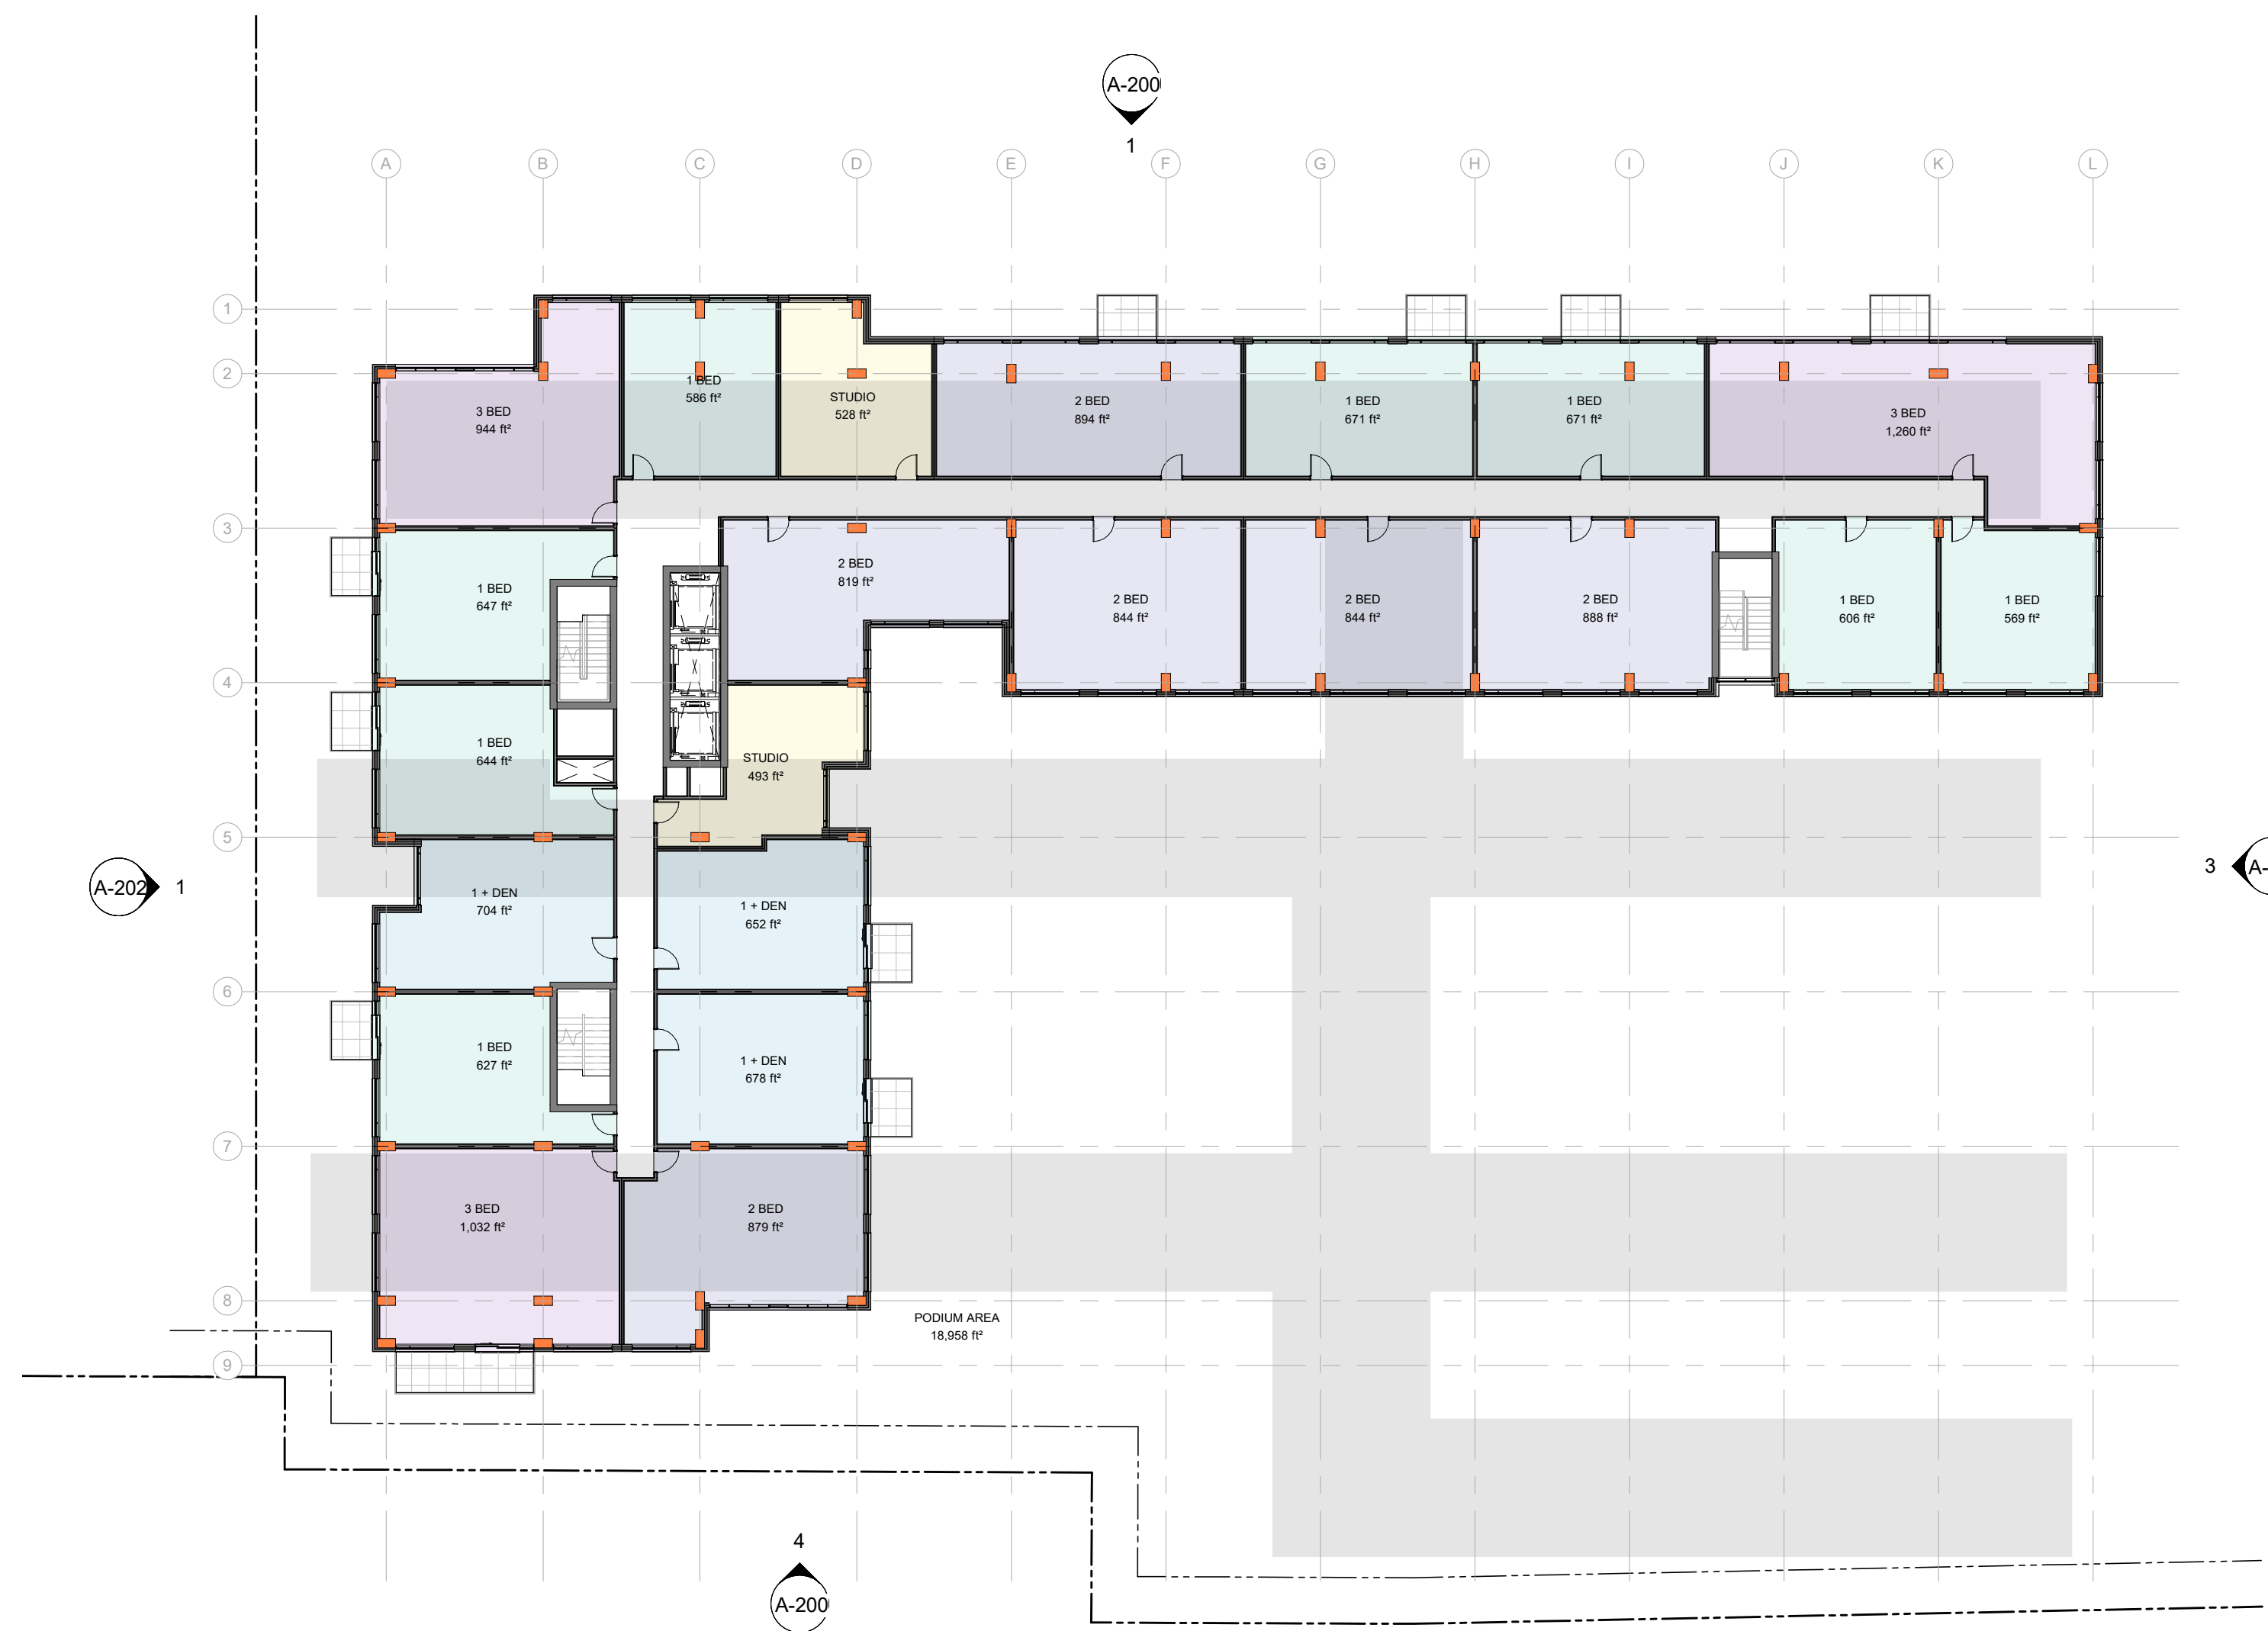 A-200
1
A
B
C
D
E
F
G
H
I
J
K
L
1
2
3
4
5
6
7
8
9
3 BED
944 ft²
1 BED
586 ft²
STUDIO
528 ft²
2 BED
894 ft²
1 BED
671 ft²
1 BED
671 ft²
3 BED
1,260 ft²
1 BED
647 ft²
2 BED
819 ft²
2 BED
844 ft²
2 BED
844 ft²
2 BED
888 ft²
1 BED
606 ft²
1 BED
569 ft²
1 BED
644 ft²
STUDIO
493 ft²
A-202
1
3
A-
1 + DEN
704 ft²
1 + DEN
652 ft²
1 BED
627 ft²
1 + DEN
678 ft²
3 BED
1,032 ft²
2 BED
879 ft²
PODIUM AREA
18,958 ft²
4
A-200